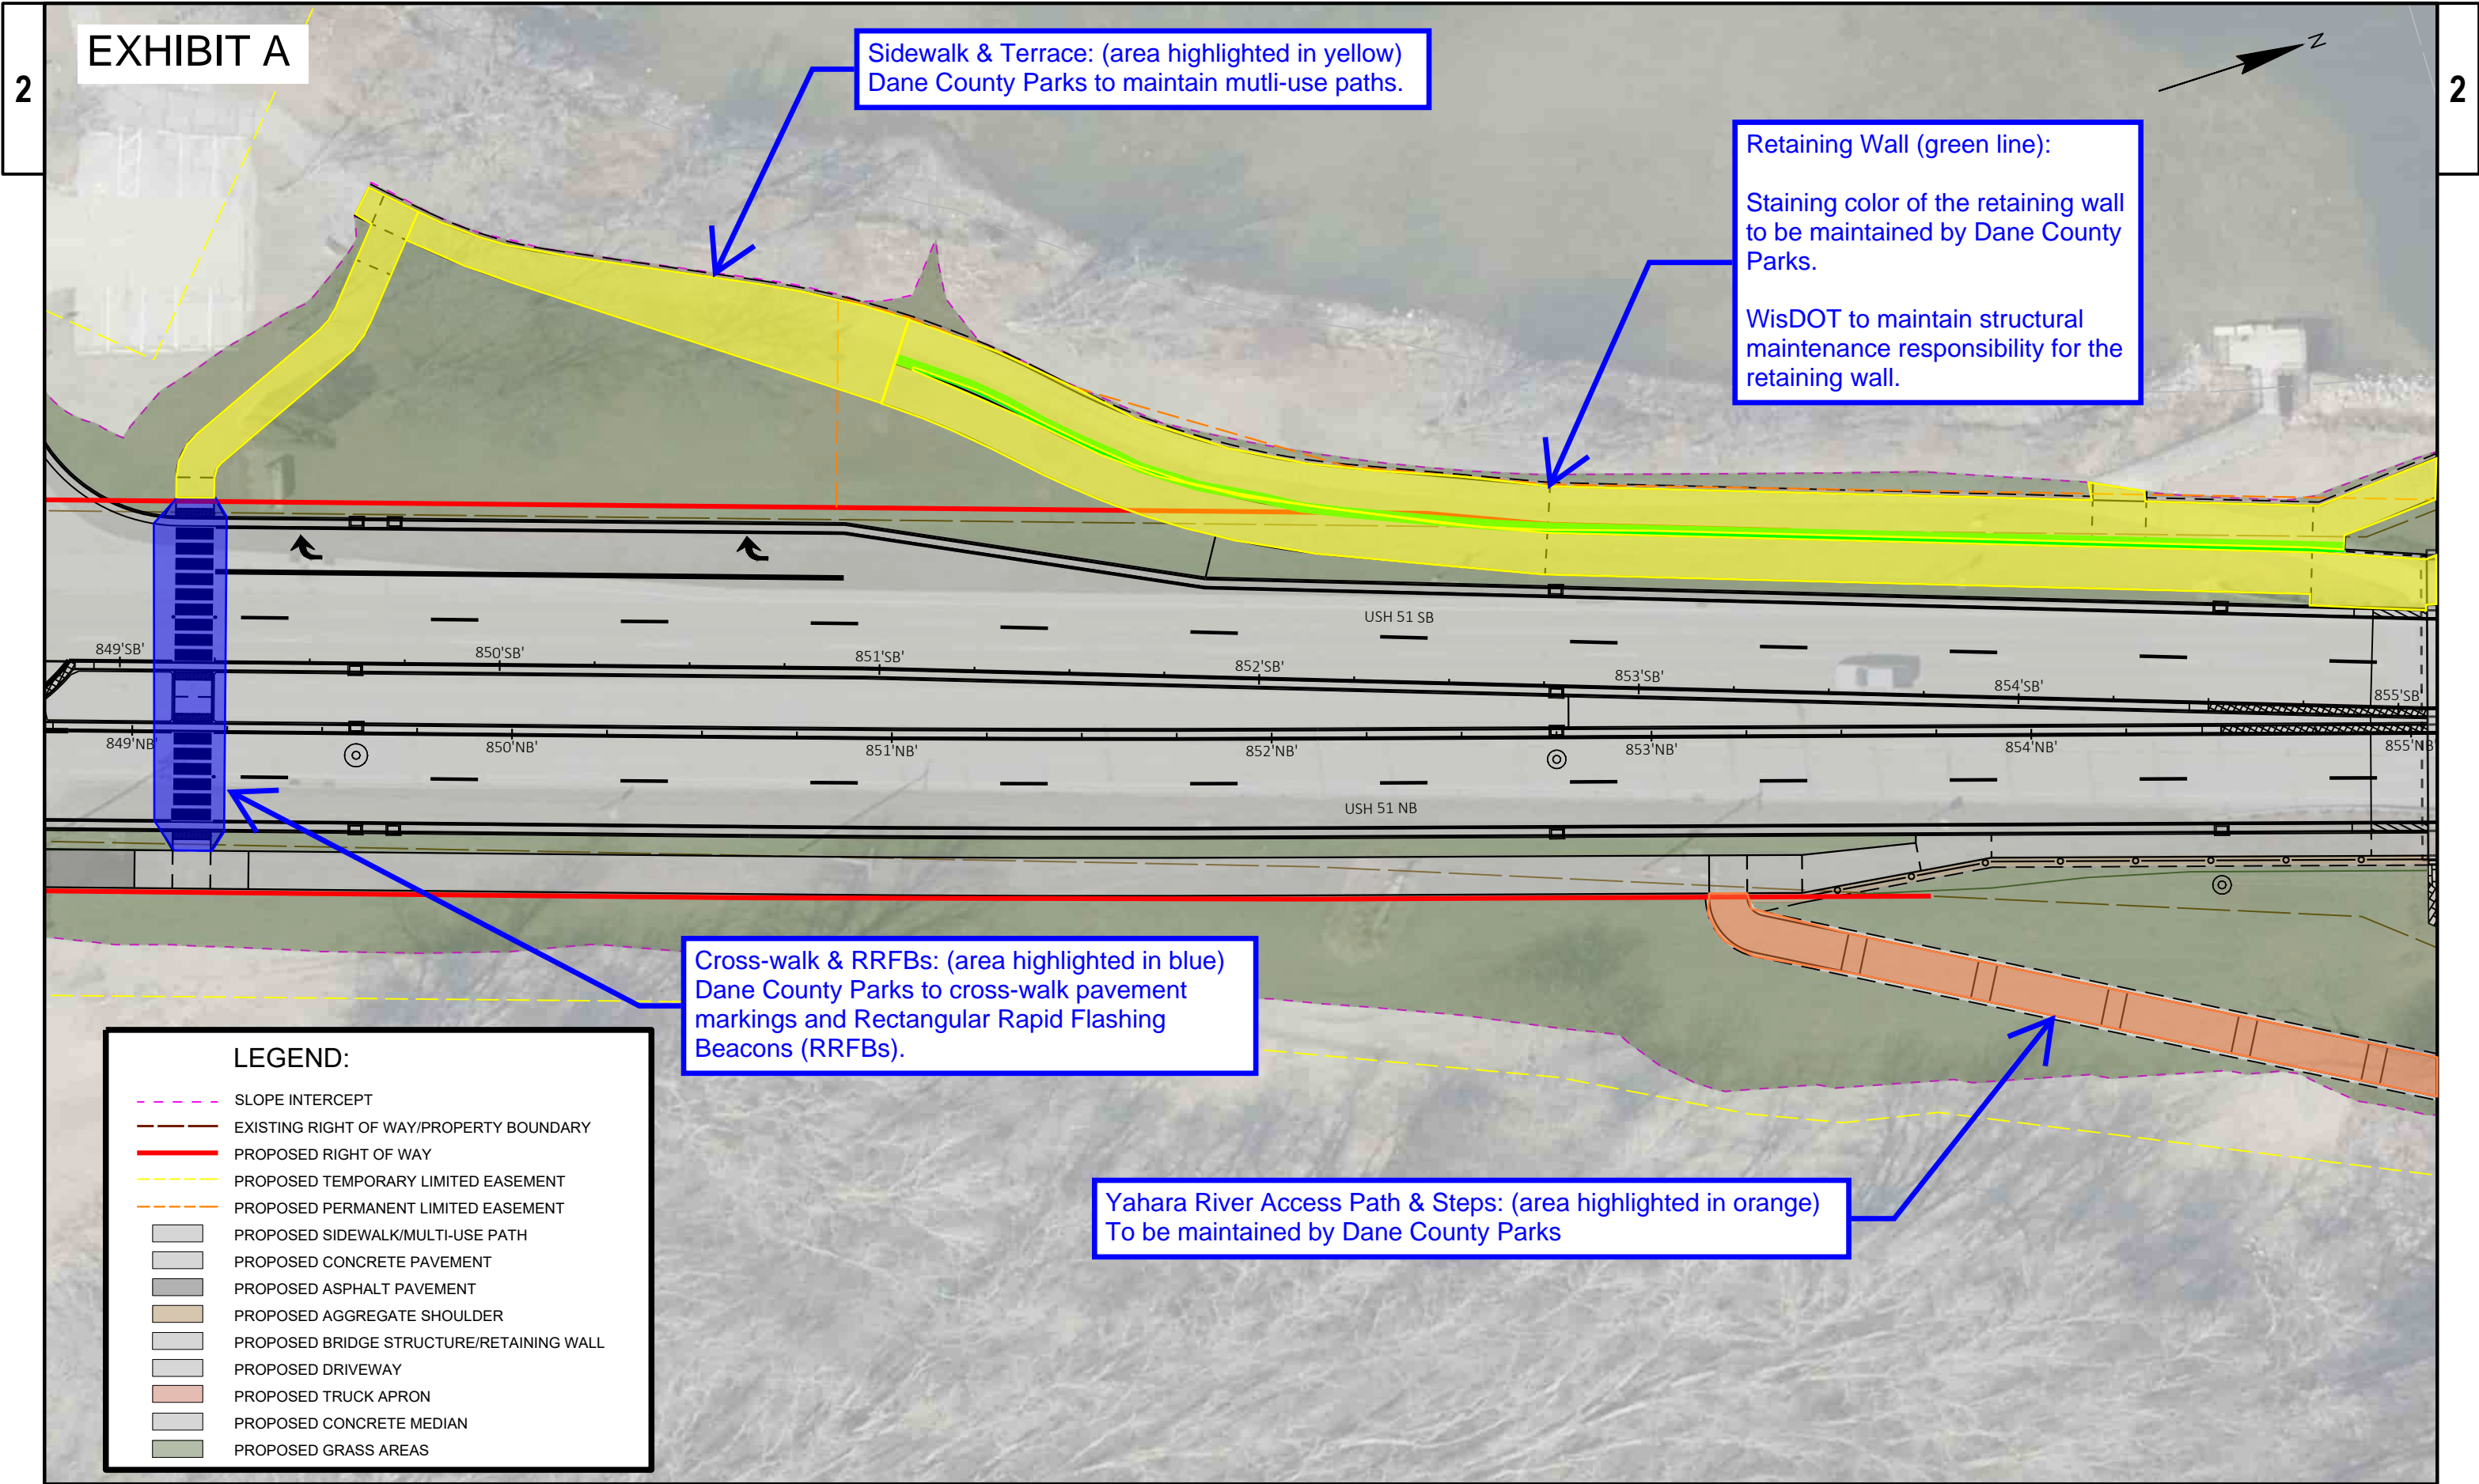 EXHIBIT A
2
2
Sidewalk & Terrace: (area highlighted in yellow)
Dane County Parks to maintain mutli-use paths.
N
Retaining Wall (green line):
Staining color of the retaining wall
to be maintained by Dane County
Parks.
WisDOT to maintain structural
maintenance responsibility for the
retaining wall.
USH 51 SB
849'SB'
850'SB'
851'SB'
852'SB'
853'SB'
854'SB'
855'SB'
849'NB'
850'NB'
851'NB'
852'NB'
853'NB'
854'NB'
855'NB'
USH 51 NB
Cross-walk & RRFBs: (area highlighted in blue)
Dane County Parks to cross-walk pavement
markings and Rectangular Rapid Flashing
Beacons (RRFBs).
Yahara River Access Path & Steps: (area highlighted in orange)
To be maintained by Dane County Parks
LEGEND:
SLOPE INTERCEPT
EXISTING RIGHT OF WAY/PROPERTY BOUNDARY
PROPOSED RIGHT OF WAY
PROPOSED TEMPORARY LIMITED EASEMENT
PROPOSED PERMANENT LIMITED EASEMENT
PROPOSED SIDEWALK/MULTI-USE PATH
PROPOSED CONCRETE PAVEMENT
PROPOSED ASPHALT PAVEMENT
PROPOSED AGGREGATE SHOULDER
PROPOSED BRIDGE STRUCTURE/RETAINING WALL
PROPOSED DRIVEWAY
PROPOSED TRUCK APRON
PROPOSED CONCRETE MEDIAN
PROPOSED GRASS AREAS